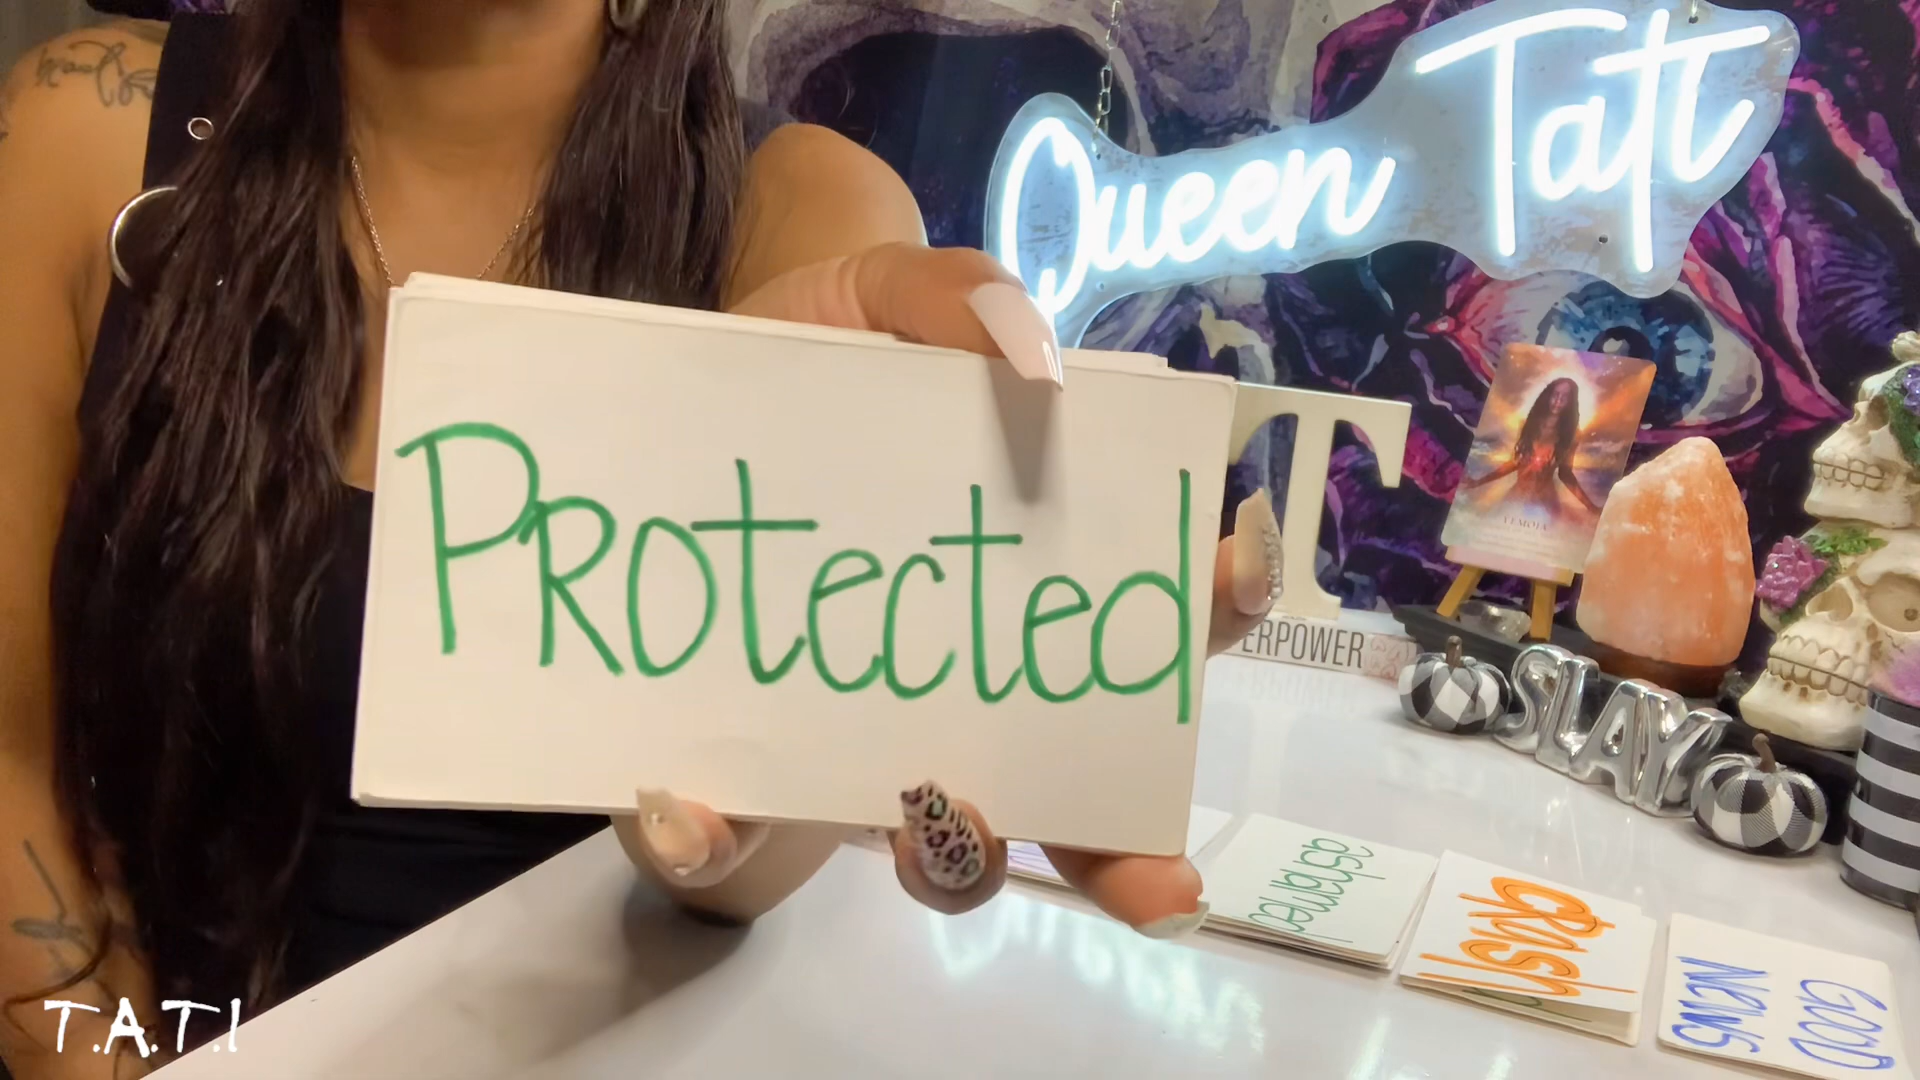 Queen Tati
PRotected
T
ERPOWER
SLAY
ashamed
CRUSH
GOOD
NEWS
T.A.T.I